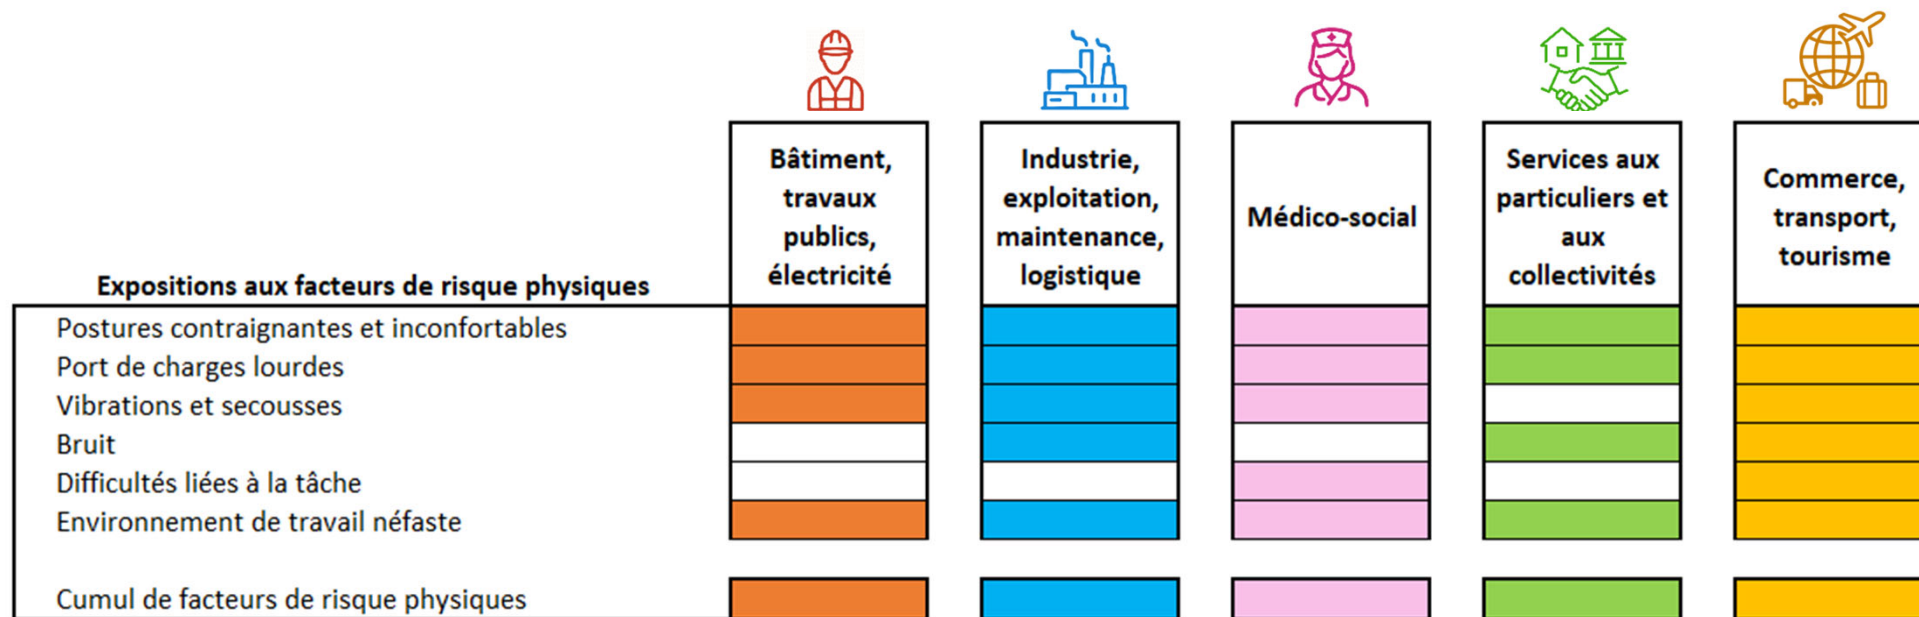 Bâtiment,
travaux
publics,
électricité
Industrie,
exploitation,
maintenance,
logistique
Médico-social
Services aux
particuliers et
aux
collectivités
Commerce,
transport,
tourisme
Expositions aux facteurs de risque physiques
Postures contraignantes et inconfortables
Port de charges lourdes
Vibrations et secousses
Bruit
Difficultés liées à la tâche
Environnement de travail néfaste
Cumul de facteurs de risque physiques